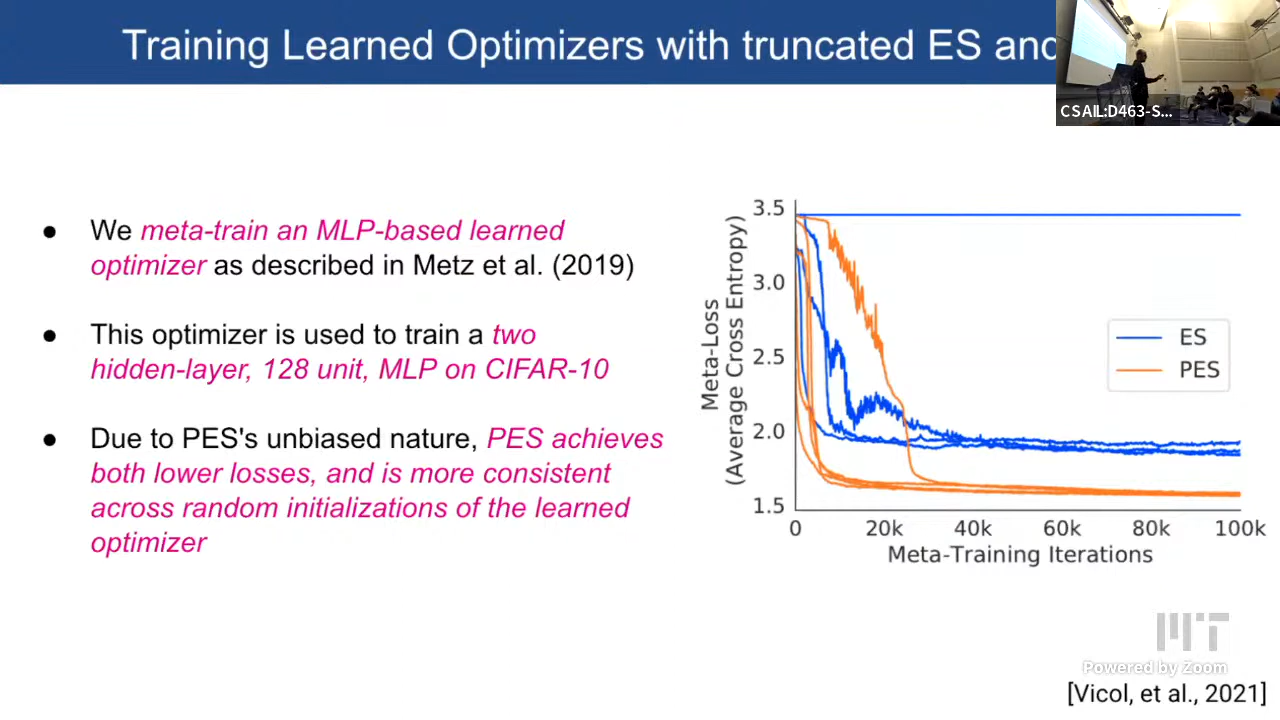 Training Learned Optimizers with truncated ES and
CSAIL:D463-S...
● We meta-train an MLP-based learned
optimizer as described in Metz et al. (2019)
● This optimizer is used to train a two
hidden-layer, 128 unit, MLP on CIFAR-10
● Due to PES's unbiased nature, PES achieves
both lower losses, and is more consistent
across random initializations of the learned
optimizer
Meta-Loss
(Average Cross Entropy)
3.5
3.0
2.5
2.0
1.5
ES
PES
0 20k 40k 60k 80k 100k
Meta-Training Iterations
MIT
Powered by Zoom
[Vicol, et al., 2021]